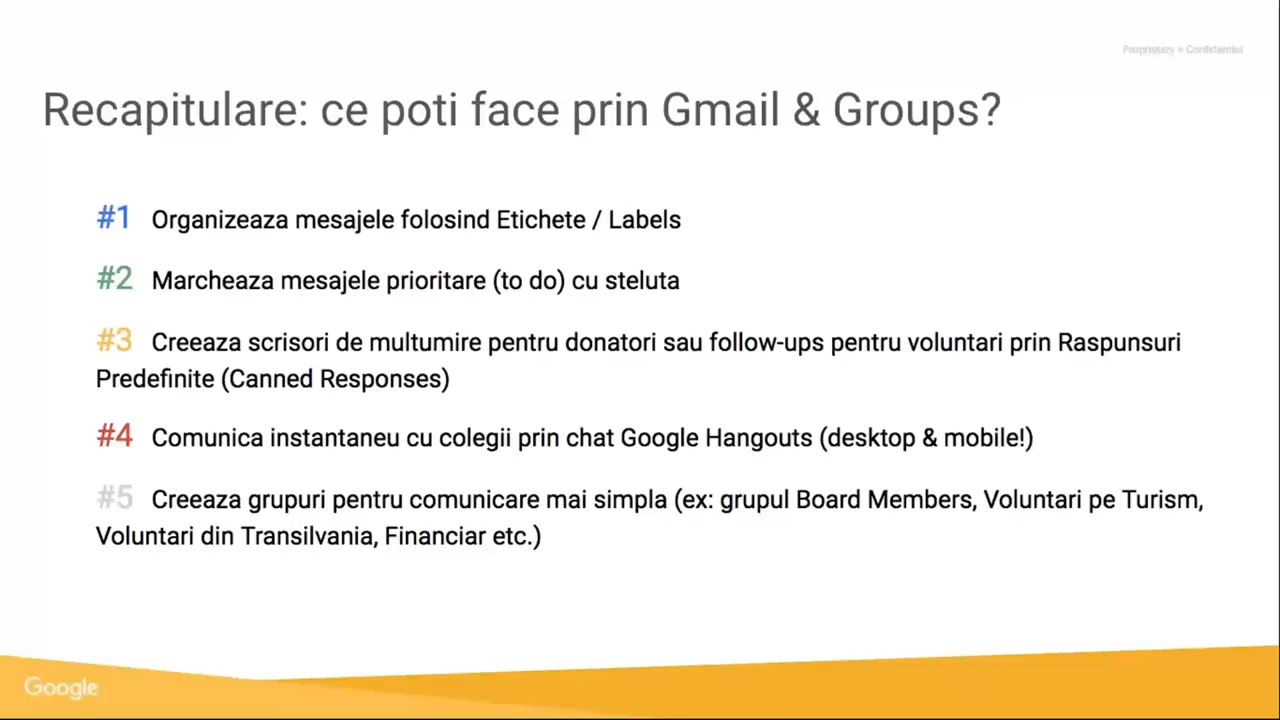 Proprietary + Confidential
Recapitulare: ce poti face prin Gmail & Groups?
#1 Organizeaza mesajele folosind Etichete / Labels
#2 Marcheaza mesajele prioritare (to do) cu steluta
#3 Creeaza scrisori de multumire pentru donatori sau follow-ups pentru voluntari prin Raspunsuri
Predefinite (Canned Responses)
#4 Comunica instantaneu cu colegii prin chat Google Hangouts (desktop & mobile!)
#5 Creeaza grupuri pentru comunicare mai simpla (ex: grupul Board Members, Voluntari pe Turism,
Voluntari din Transilvania, Financiar etc.)
Google